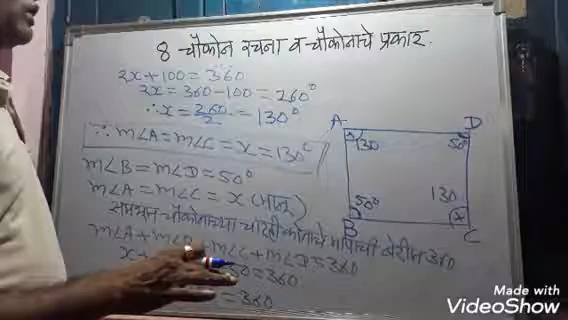 8 चौकोन रचना व चौकोनाचे प्रकार.
2x+100=360
2x=360-100=260°
∴x=260/2=130°
∵ m∠A=m∠C=x=130°
m∠B=m∠D=50°
m∠A=m∠C=x(मानू)
चौकोनाच्या चारही कोनांचे मापांची बेरीज 360
m∠A+m∠B m∠C+m∠D=360
x+ 50=360
=360
A D
130 50°
50° 130
x
B C
Made with
VideoShow